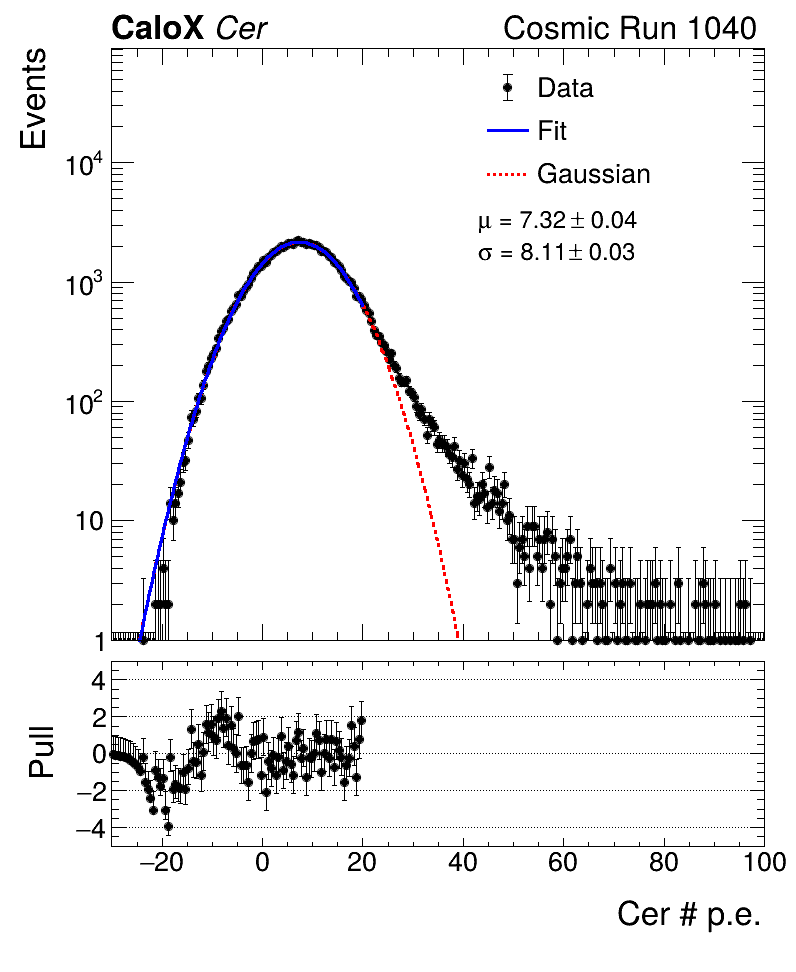 CaloX Cer Cosmic Run 1040
Events
Data
Fit
Gaussian
μ = 7.32 ± 0.04
σ = 8.11 ± 0.03
10⁴
10³
10²
10
1
Pull
4
2
0
−2
−4
−20 0 20 40 60 80 100
Cer # p.e.